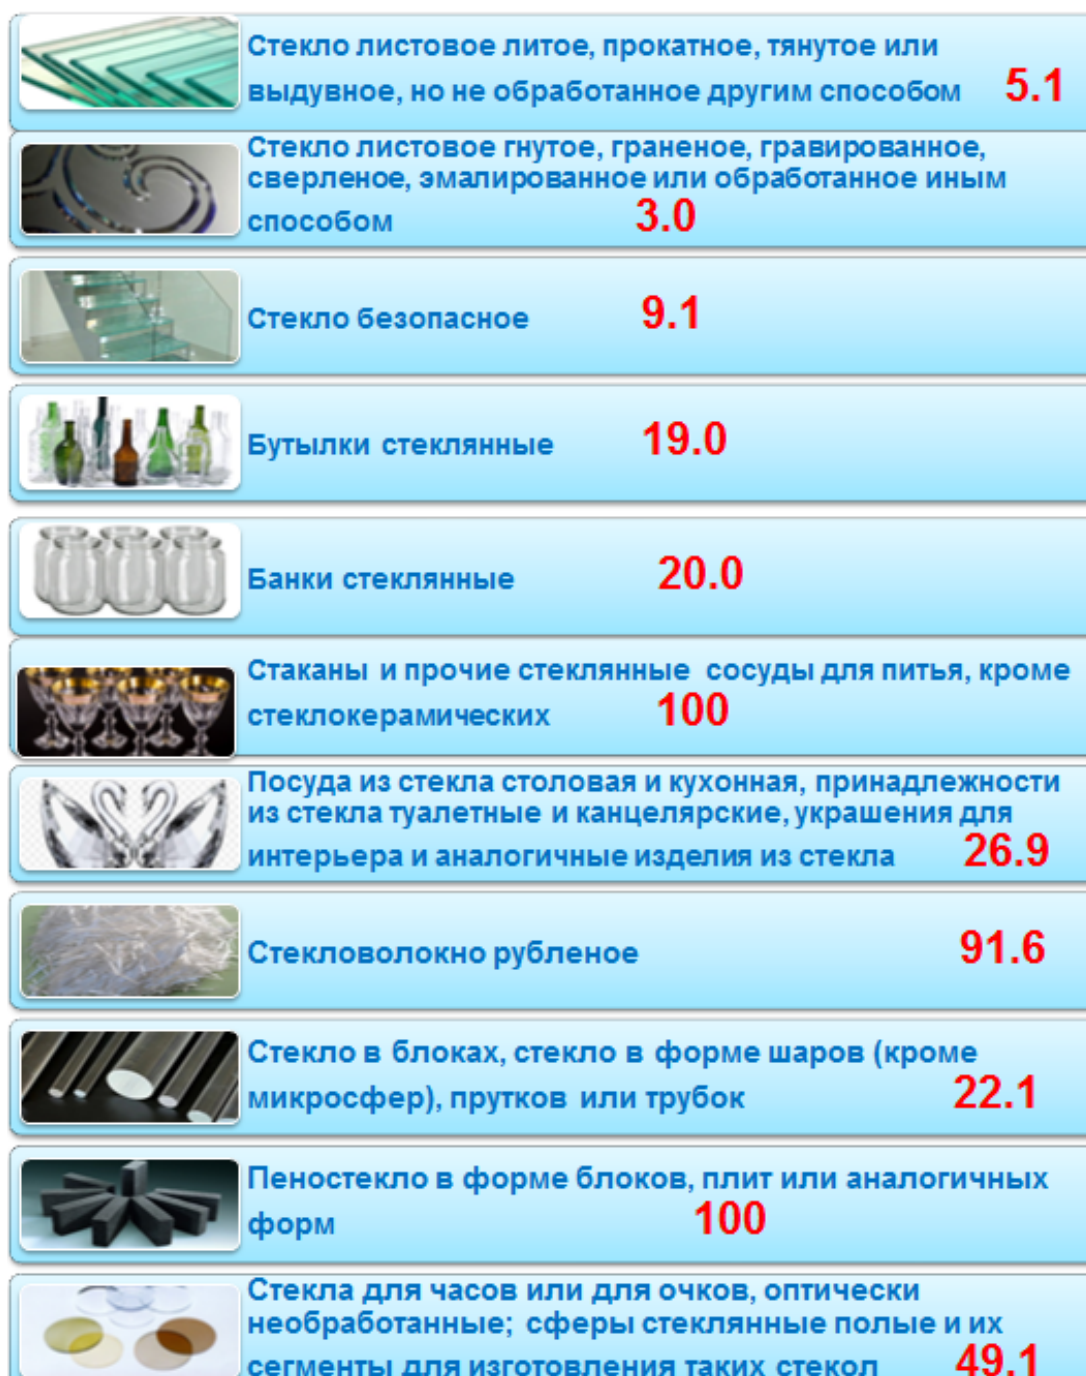 Стекло листовое литое, прокатное, тянутое или
выдувное, но не обработанное другим способом 5.1
Стекло листовое гнутое, граненое, гравированное,
сверленое, эмалированное или обработанное иным
способом 3.0
Стекло безопасное 9.1
Бутылки стеклянные 19.0
Банки стеклянные 20.0
Стаканы и прочие стеклянные сосуды для питья, кроме
стеклокерамических 100
Посуда из стекла столовая и кухонная, принадлежности
из стекла туалетные и канцелярские, украшения для
интерьера и аналогичные изделия из стекла 26.9
Стекловолокно рубленое 91.6
Стекло в блоках, стекло в форме шаров (кроме
микросфер), прутков или трубок 22.1
Пеностекло в форме блоков, плит или аналогичных
форм 100
Стекла для часов или для очков, оптически
необработанные; сферы стеклянные полые и их
сегменты для изготовления таких стекол 49.1